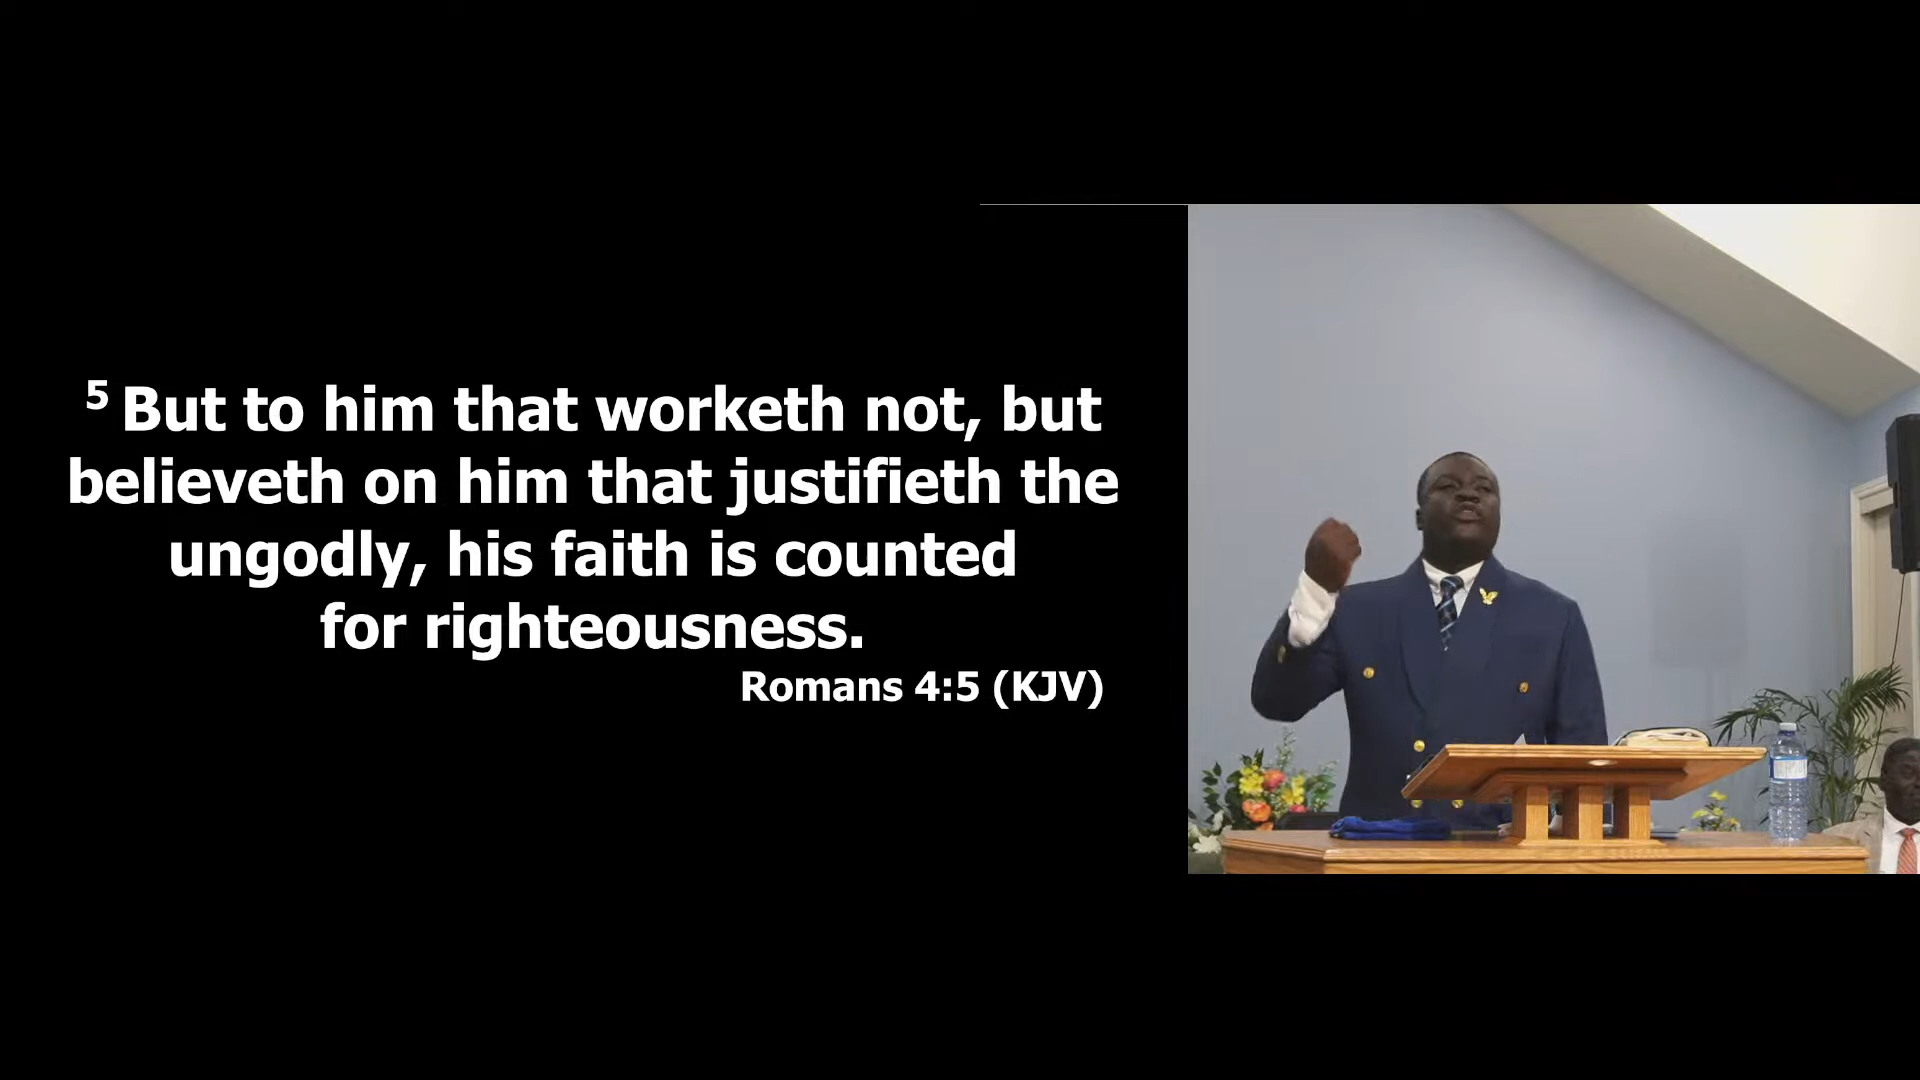 5 But to him that worketh not, but
believeth on him that justifieth the
ungodly, his faith is counted
for righteousness.
Romans 4:5 (KJV)